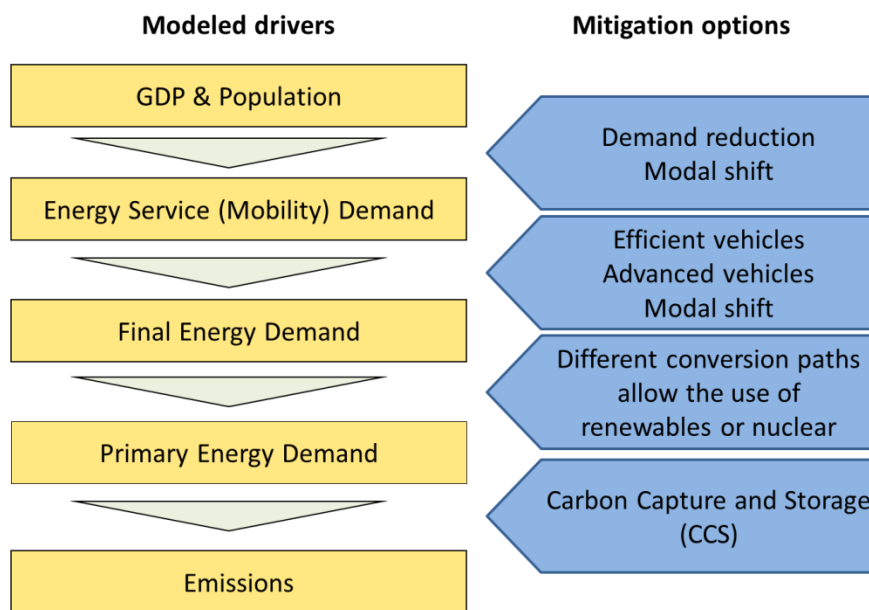 Modeled drivers
Mitigation options
GDP & Population
Demand reduction
Modal shift
Energy Service (Mobility) Demand
Efficient vehicles
Advanced vehicles
Modal shift
Final Energy Demand
Different conversion paths
allow the use of
renewables or nuclear
Primary Energy Demand
Carbon Capture and Storage
(CCS)
Emissions